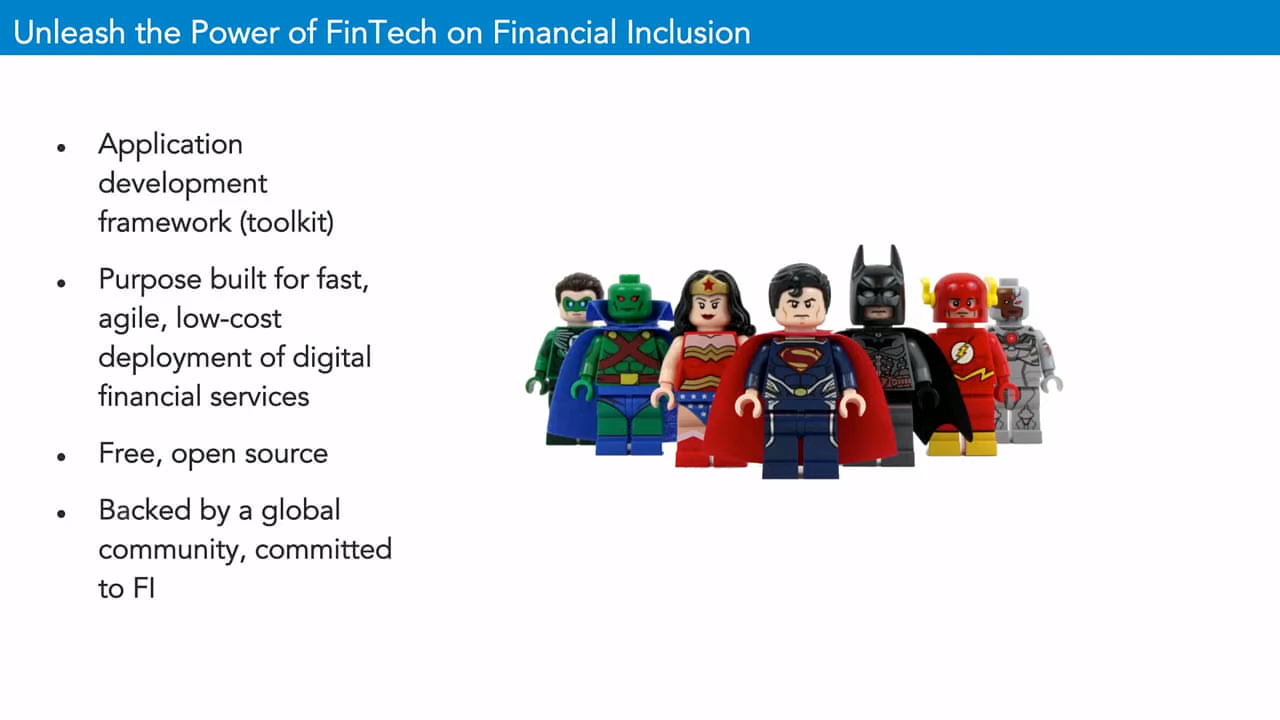 Unleash the Power of FinTech on Financial Inclusion
• Application
development
framework (toolkit)
• Purpose built for fast,
agile, low-cost
deployment of digital
financial services
• Free, open source
• Backed by a global
community, committed
to FI